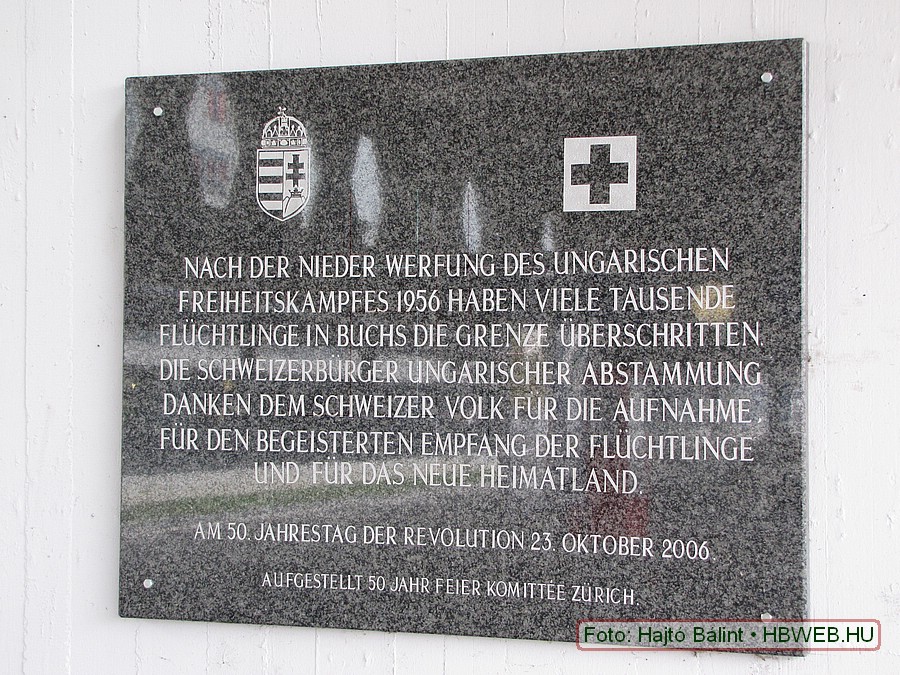 NACH DER NIEDER WERFUNG DES UNGARISCHEN
FREIHEITSKAMPFES 1956 HABEN VIELE TAUSENDE
FLÜCHTLINGE IN BUCHS DIE GRENZE ÜBERSCHRITTEN.
DIE SCHWEIZERBÜRGER UNGARISCHER ABSTAMMUNG
DANKEN DEM SCHWEIZER VOLK FÜR DIE AUFNAHME,
FÜR DEN BEGEISTERTEN EMPFANG DER FLÜCHTLINGE
UND FÜR DAS NEUE HEIMATLAND.
AM 50. JAHRESTAG DER REVOLUTION 23. OKTOBER 2006.
AUFGESTELLT 50 JAHR FEIER KOMITTÉE ZÜRICH.
Foto: Hajtó Bálint • HBWEB.HU